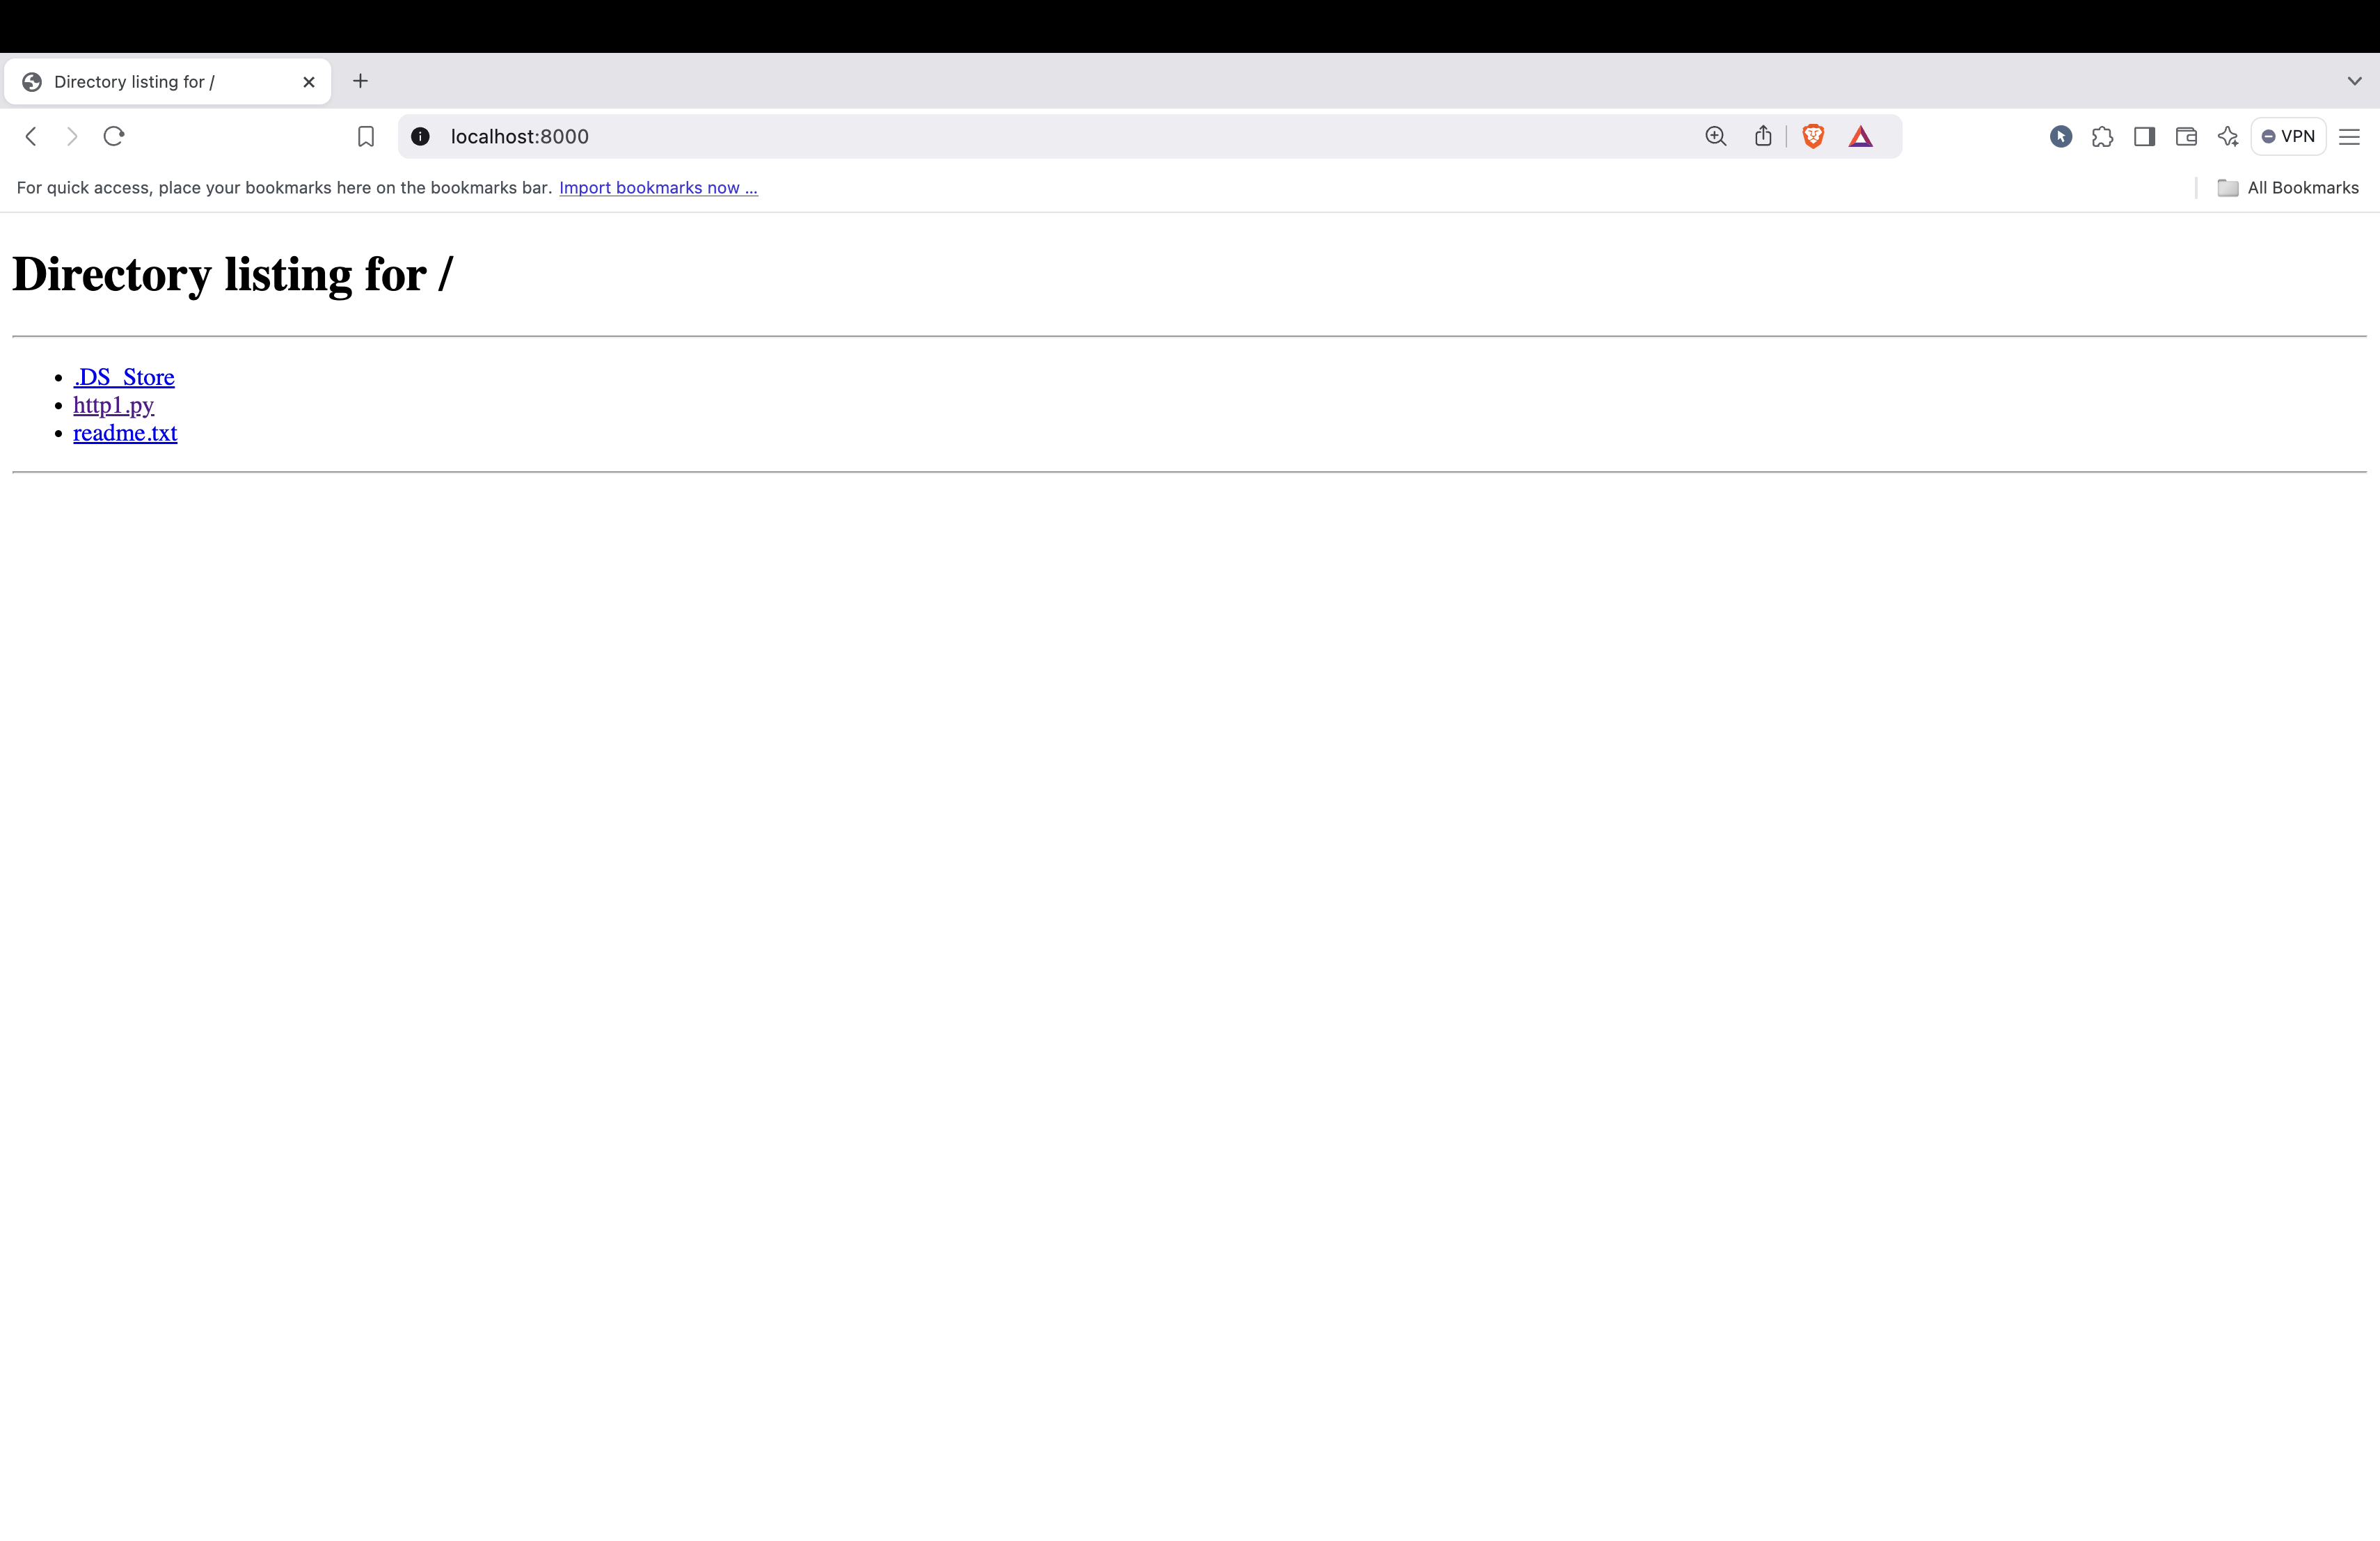 Directory listing for /
localhost:8000
VPN
For quick access, place your bookmarks here on the bookmarks bar. Import bookmarks now ...
All Bookmarks
Directory listing for /
.DS_Store
http1.py
readme.txt